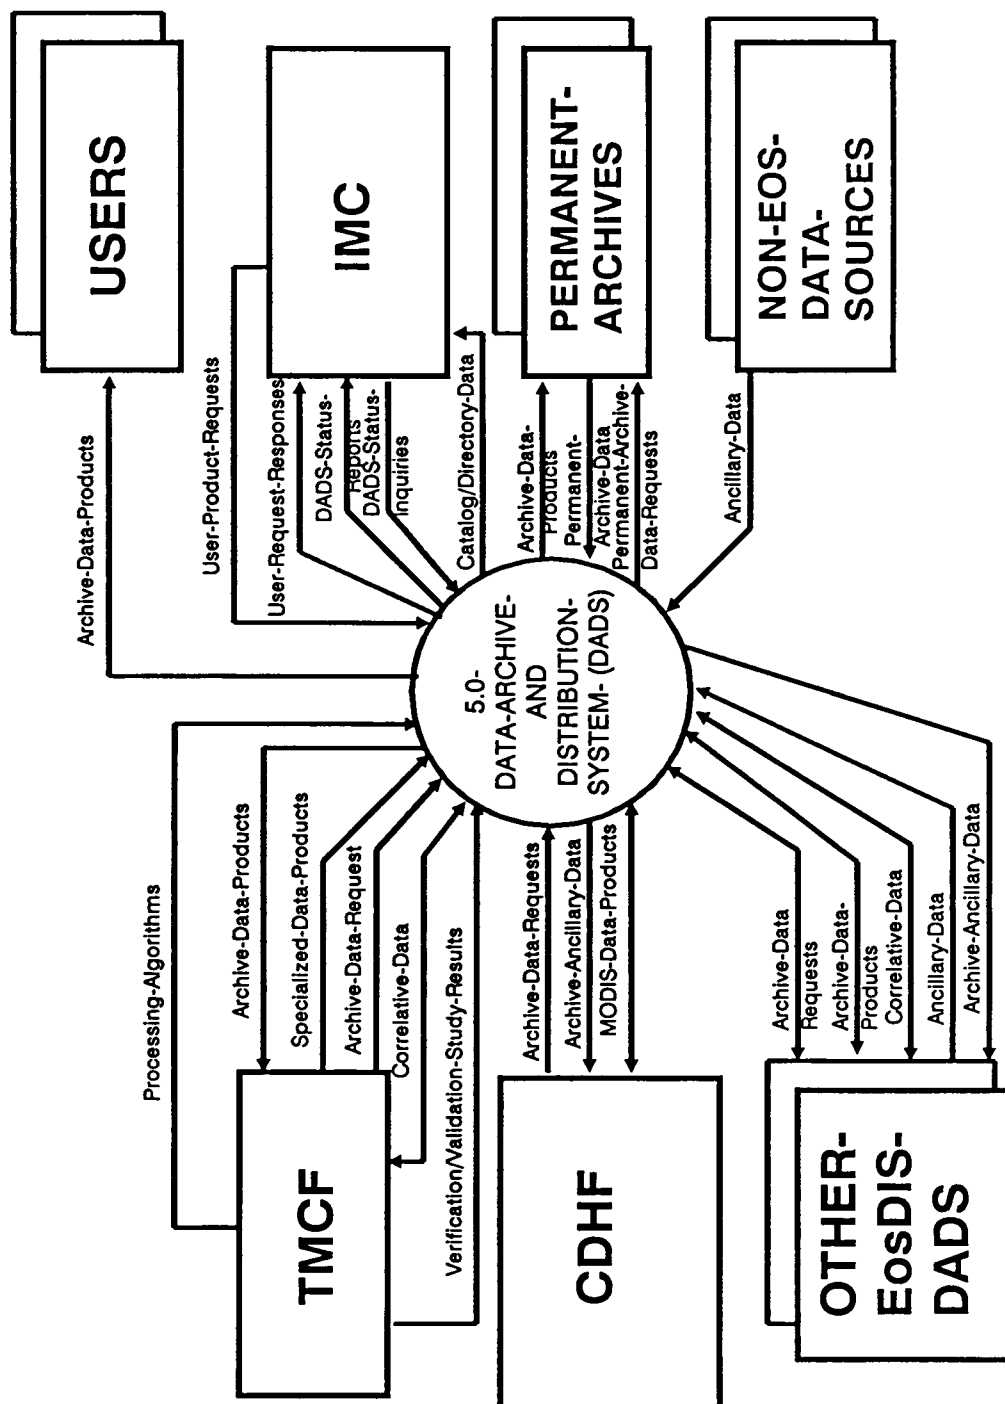 USERS
IMC
PERMANENT-
ARCHIVES
NON-EOS-
DATA-
SOURCES
Archive-Data-Products
User-Product-Requests
User-Request-Responses
DADS-Status-
Reports
DADS-Status-
Inquiries
Catalog/Directory-Data
Archive-Data-
Products
Permanent-
Archive-Data
Permanent-Archive-
Data-Requests
Ancillary-Data
5.0-
DATA-ARCHIVE-
AND
DISTRIBUTION-
SYSTEM- (DADS)
Processing-Algorithms
Archive-Data-Products
Specialized-Data-Products
Archive-Data-Request
Correlative-Data
Verification/Validation-Study-Results
Archive-Data-Requests
Archive-Ancillary-Data
MODIS-Data-Products
Archive-Data
Requests
Archive-Data-
Products
Correlative-Data
Ancillary-Data
Archive-Ancillary-Data
TMCF
CDHF
OTHER-
EosDIS-
DADS